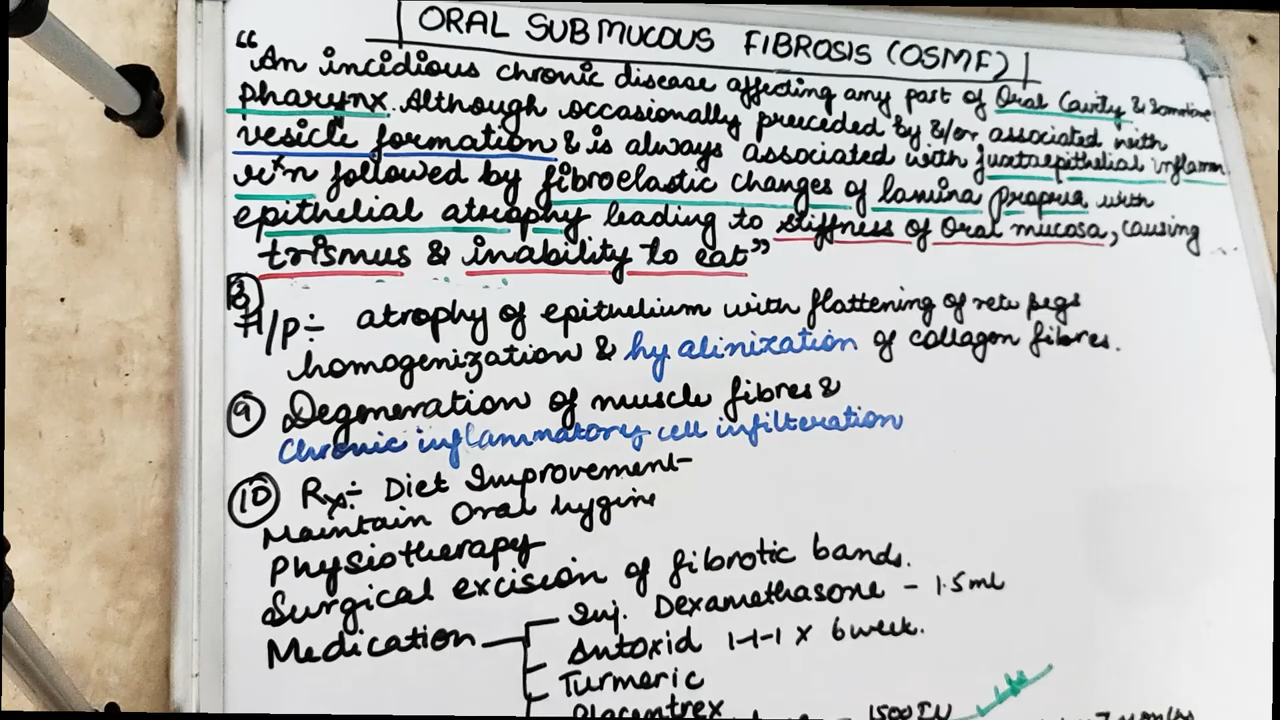 ORAL SUBMUCOUS FIBROSIS (OSMF)
"An incidious chronic disease affecting any part of Oral Cavity & Sometime
pharynx. Although occasionally preceded by &/or associated with
vesicle formation & is always associated with juxtaepithelial inflamm
rxn followed by fibroelastic changes of lamina propria with
epithelial atrophy leading to stiffness of Oral mucosa, causing
trismus & inability to eat"
H/P:- atrophy of epithelium with flattening of rete pegs
homogenization & hyalinization of collagen fibres.
9 Degeneration of muscle fibres &
Chronic inflammatory cell infilteration
10 Rx:- Diet Improvement
Maintain Oral hygine
Physiotherapy
Surgical excision of fibrotic bands.
Medication
Inj. Dexamethasone - 1.5ml
Antoxid 1-1-1 x 6 week.
Turmeric
Placentrex
1500 IU